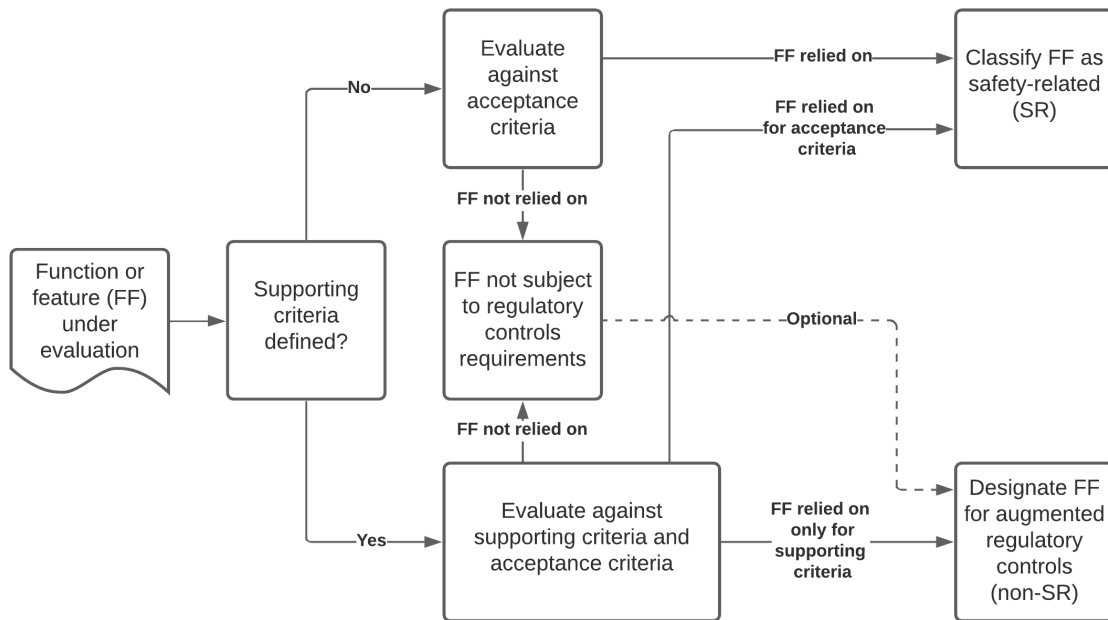 Function or
feature (FF)
under
evaluation
Supporting
criteria
defined?
No
Yes
Evaluate
against
acceptance
criteria
FF not relied on
FF not subject
to regulatory
controls
requirements
FF not relied on
Evaluate against
supporting criteria and
acceptance criteria
FF relied on
FF relied on
for acceptance
criteria
Optional
FF relied on
only for
supporting
criteria
Classify FF as
safety-related
(SR)
Designate FF
for augmented
regulatory
controls
(non-SR)